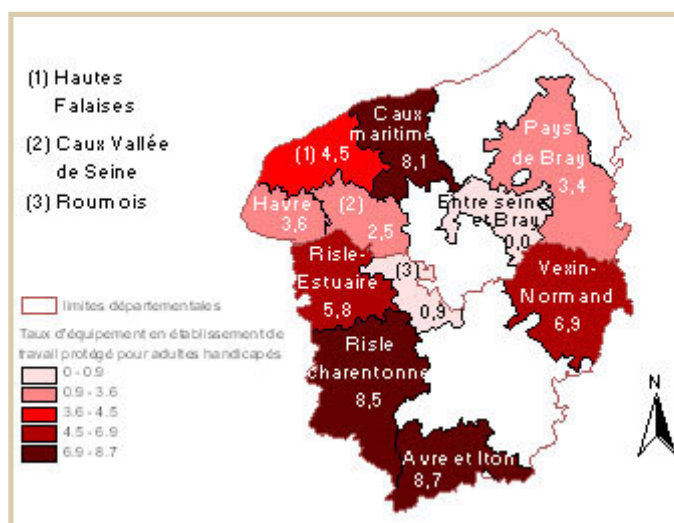 (1) Hautes
Falaises
(2) Caux Vallée
de Seine
(3) Roumois
Caux
maritime
8,1
(1) 4,5
Pays
de Bray
3,4
Havre
3,6
(2)
2,5
Entre seine
et Bray
0,0
Risle-
Estuaire
5,8
(3)
0,9
Vexin-
Normand
6,9
Risle
charentonne
8,5
Avre et Iton
8,7
N
limites départementales
Taux d'équipement en établissement de
travail protégé pour adultes handicapés
0 - 0.9
0.9 - 3.6
3.6 - 4.5
4.5 - 6.9
6.9 - 8.7